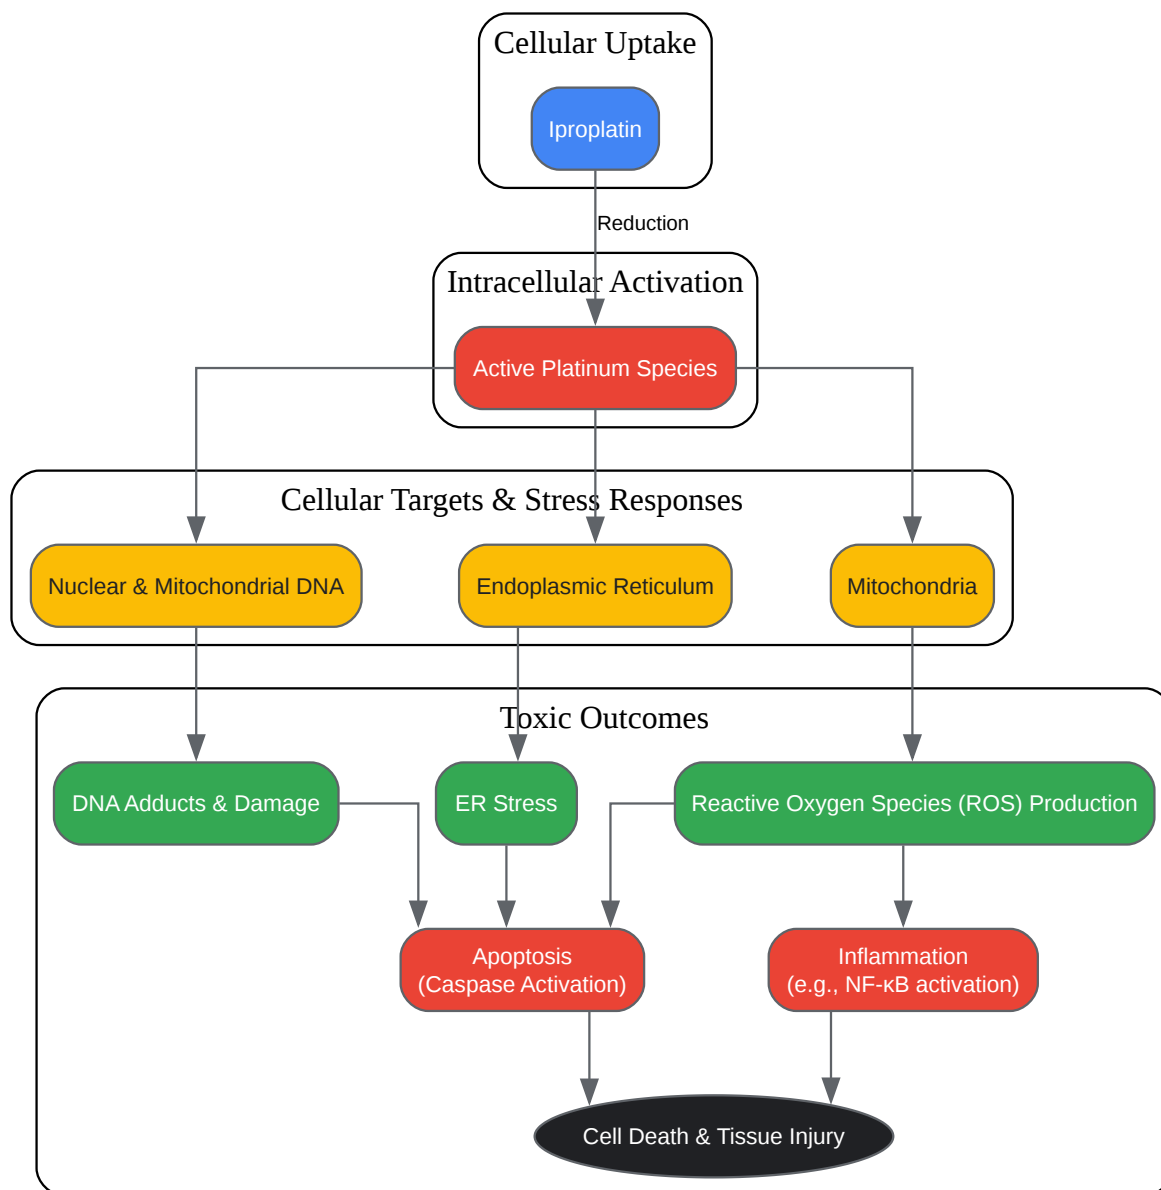 Cellular Uptake
Iproplatin
Reduction
Intracellular Activation
Active Platinum Species
Cellular Targets & Stress Responses
Nuclear & Mitochondrial DNA
Endoplasmic Reticulum
Mitochondria
Toxic Outcomes
DNA Adducts & Damage
ER Stress
Reactive Oxygen Species (ROS) Production
Apoptosis
(Caspase Activation)
Inflammation
(e.g., NF-κB activation)
Cell Death & Tissue Injury